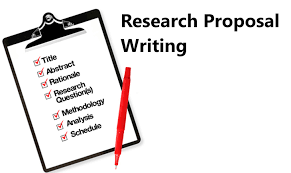 Research Proposal
Writing
Title
Abstract
Rationale
Research
Question(s)
Methodology
Analysis
Schedule